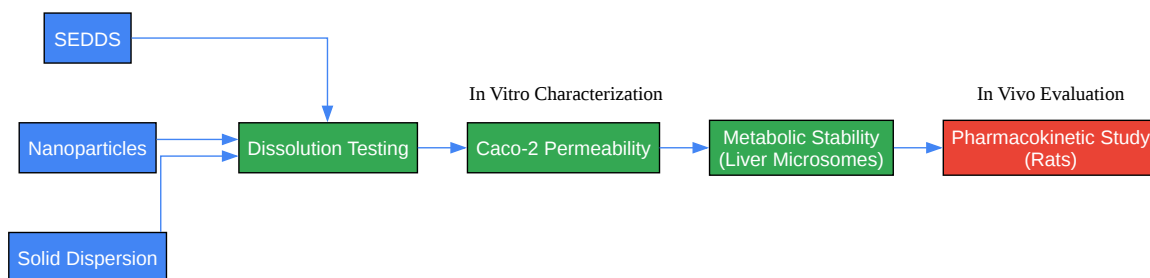 SEDDS
In Vitro Characterization
In Vivo Evaluation
Nanoparticles
Dissolution Testing
Caco-2 Permeability
Metabolic Stability
(Liver Microsomes)
Pharmacokinetic Study
(Rats)
Solid Dispersion